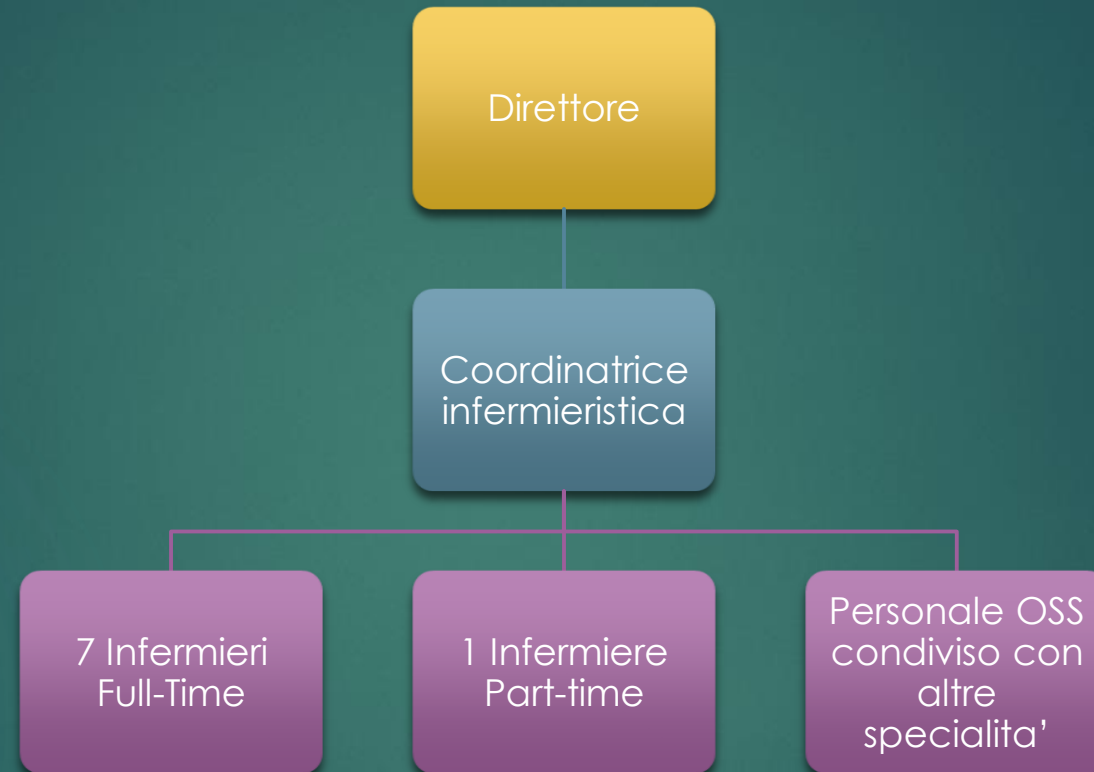 Direttore
Coordinatrice
infermieristica
7 Infermieri
Full-Time
1 Infermiere
Part-time
Personale OSS
condiviso con
altre
specialita’